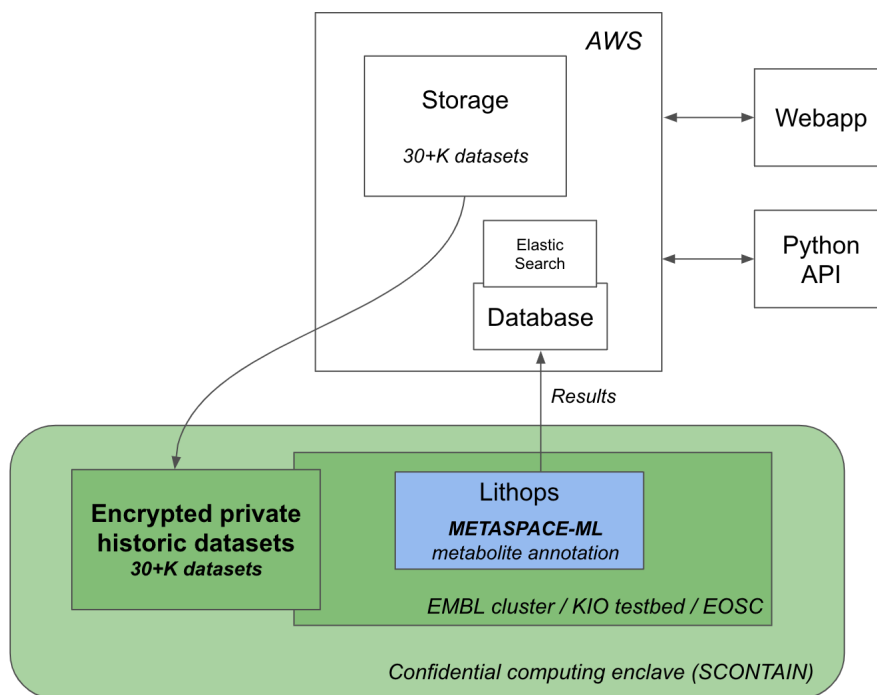 AWS
Storage
30+K datasets
Webapp
Elastic
Search
Python
API
Database
Results
Lithops
METASPACE-ML
metabolite annotation
Encrypted private
historic datasets
30+K datasets
EMBL cluster / KIO testbed / EOSC
Confidential computing enclave (SCONTAIN)